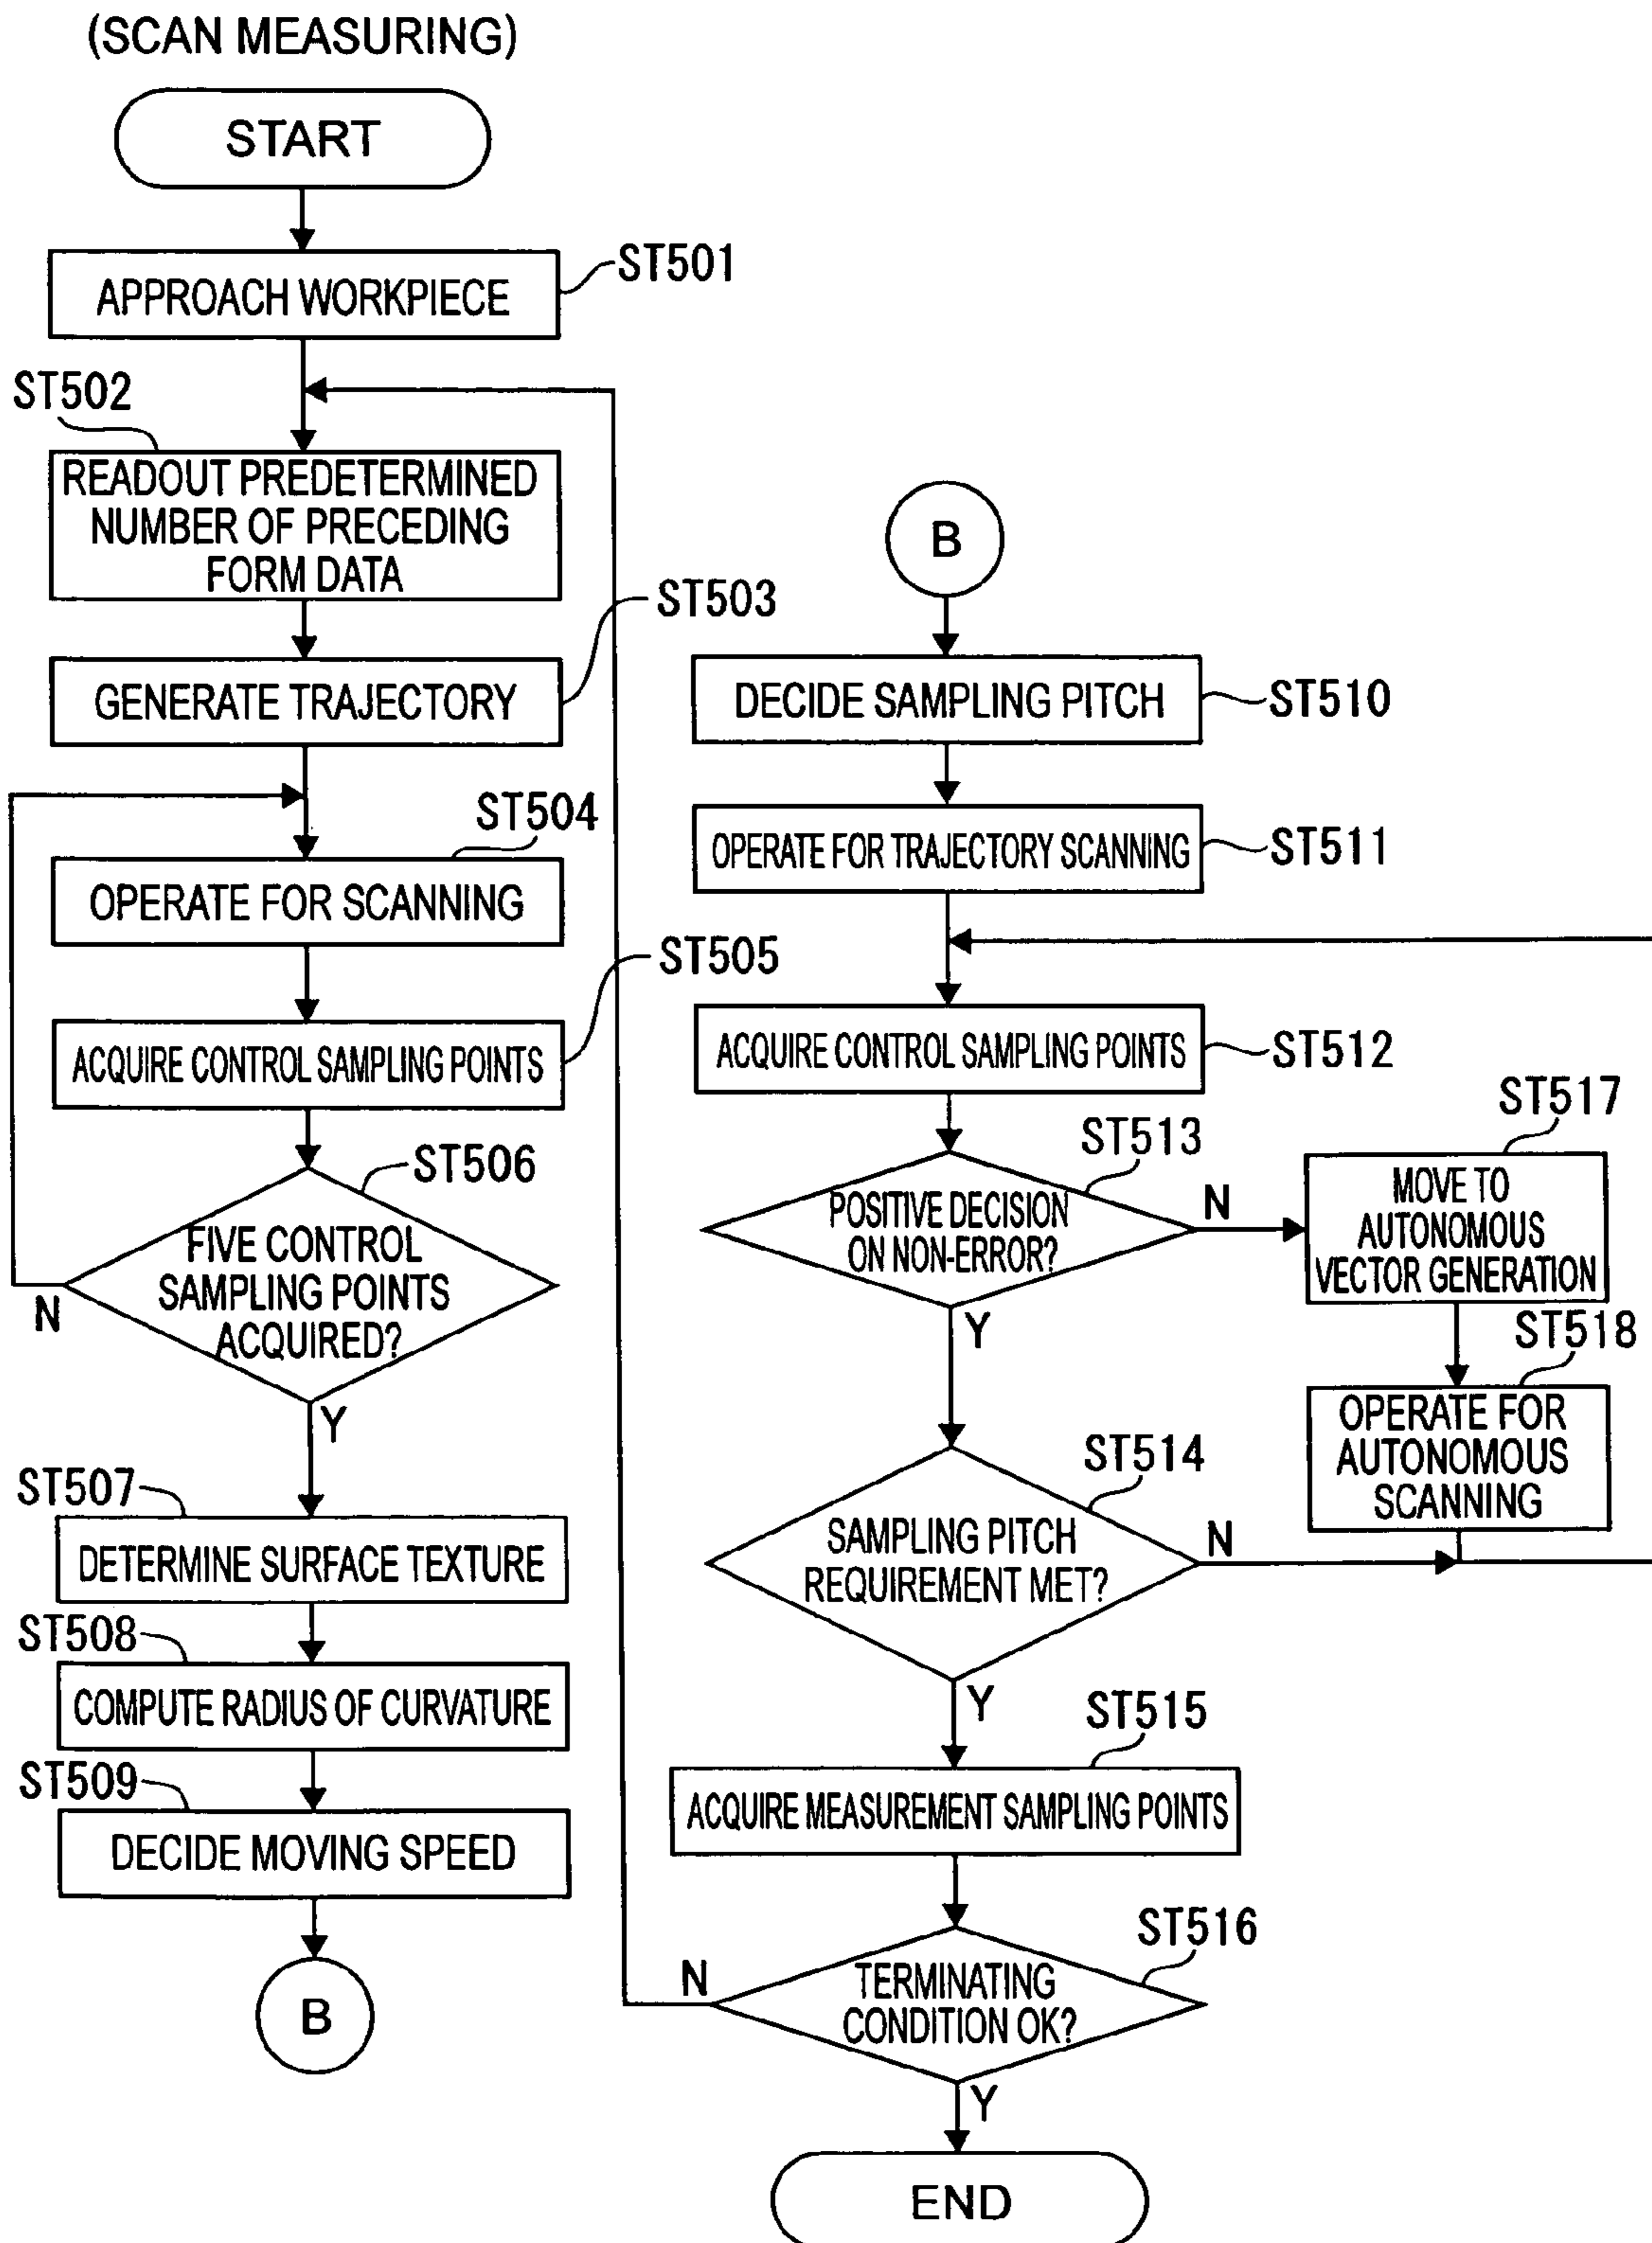 (SCAN MEASURING)
START
APPROACH WORKPIECE
ST501
ST502
READOUT PREDETERMINED
NUMBER OF PRECEDING
FORM DATA
GENERATE TRAJECTORY
ST503
OPERATE FOR SCANNING
ST504
ACQUIRE CONTROL SAMPLING POINTS
ST505
FIVE CONTROL
SAMPLING POINTS
ACQUIRED?
ST506
N
Y
ST507
DETERMINE SURFACE TEXTURE
ST508
COMPUTE RADIUS OF CURVATURE
ST509
DECIDE MOVING SPEED
B
B
DECIDE SAMPLING PITCH
ST510
OPERATE FOR TRAJECTORY SCANNING
ST511
ACQUIRE CONTROL SAMPLING POINTS
ST512
POSITIVE DECISION
ON NON-ERROR?
ST513
N
Y
ST517
MOVE TO
AUTONOMOUS
VECTOR GENERATION
ST518
OPERATE FOR
AUTONOMOUS
SCANNING
ST514
SAMPLING PITCH
REQUIREMENT MET?
N
Y
ST515
ACQUIRE MEASUREMENT SAMPLING POINTS
ST516
TERMINATING
CONDITION OK?
N
Y
END